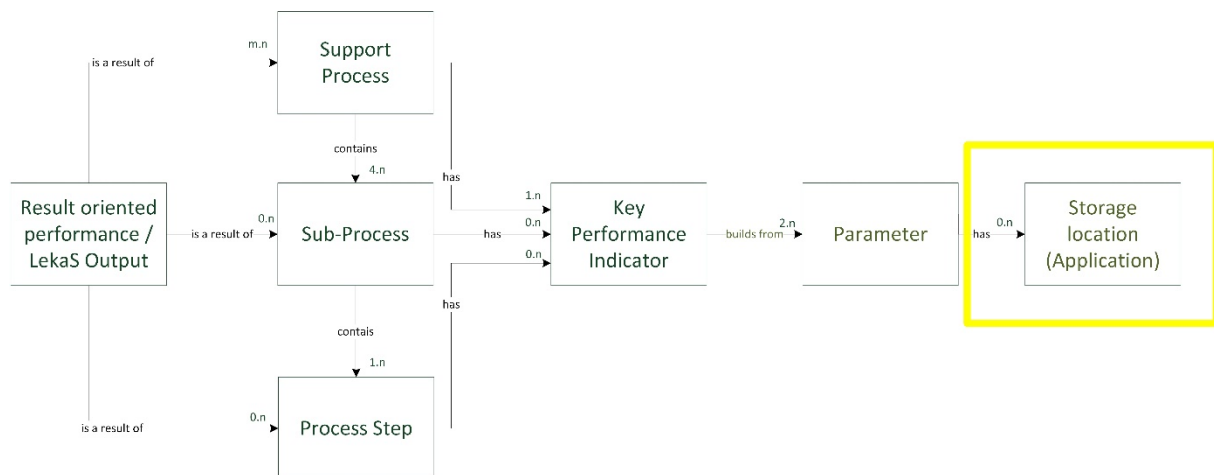 m.n
is a result of
Support
Process
contains
4.n
has
Result oriented
performance /
LekaS Output
is a result of
0.n
Sub-Process
has
1.n
0.n
0.n
Key
Performance
Indicator
builds from
2.n
Parameter
has
0.n
Storage
location
(Application)
contais
1.n
has
is a result of
0.n
Process Step